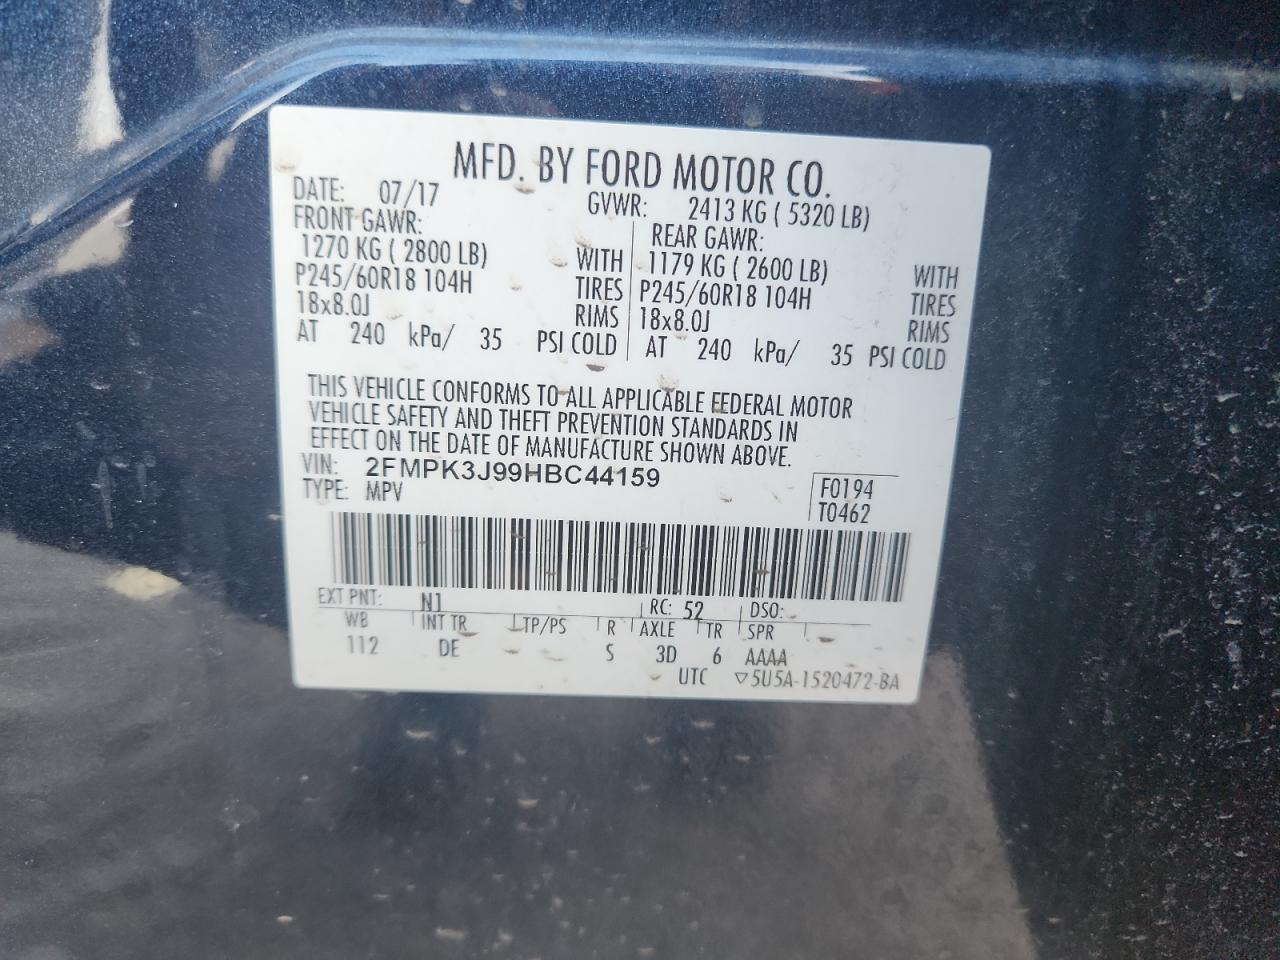 MFD. BY FORD MOTOR CO.
DATE: 07/17 GVWR: 2413 KG ( 5320 LB)
FRONT GAWR: REAR GAWR:
1270 KG ( 2800 LB) WITH 1179 KG ( 2600 LB) WITH
P245/60R18 104H TIRES P245/60R18 104H TIRES
18x8.0J RIMS 18x8.0J RIMS
AT 240 kPa/ 35 PSI COLD AT 240 kPa/ 35 PSI COLD
THIS VEHICLE CONFORMS TO ALL APPLICABLE FEDERAL MOTOR
VEHICLE SAFETY AND THEFT PREVENTION STANDARDS IN
EFFECT ON THE DATE OF MANUFACTURE SHOWN ABOVE.
VIN: 2FMPK3J99HBC44159
TYPE: MPV F0194
T0462
EXT PNT: N1 RC: 52 DSO:
WB INT TR TP/PS R AXLE TR SPR
112 DE S 3D 6 AAAA
UTC ▽5U5A-1520472-BA